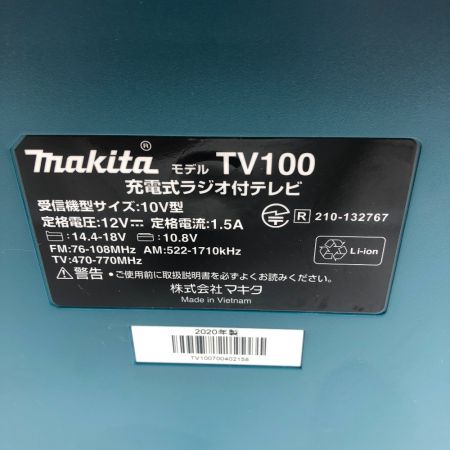 makita® モデル TV100
充電式ラジオ付テレビ
受信機型サイズ:10V型
定格電圧:12V⎓ 定格電流:1.5A
:14.4-18V :10.8V
FM:76-108MHz AM:522-1710kHz
TV:470-770MHz
R 210-132767
Li-ion
⚠警告・ご使用前に取扱説明書を必ずよくお読みください。
株式会社マキタ
Made in Vietnam
2020年製
TV100700402158